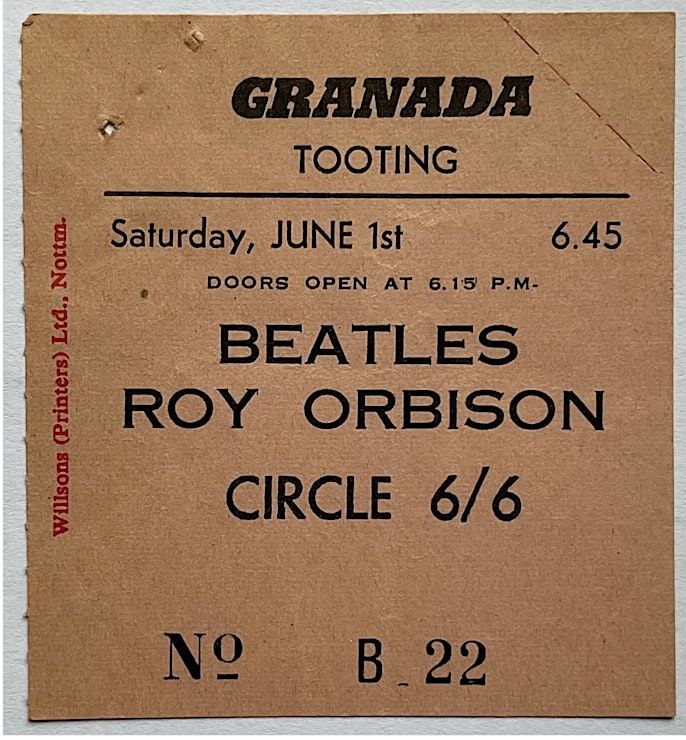 GRANADA
TOOTING
Saturday, JUNE 1st 6.45
DOORS OPEN AT 6.15 P.M-
BEATLES
ROY ORBISON
CIRCLE 6/6
Nº B 22
Willsons (Printers) Ltd., Nottm.